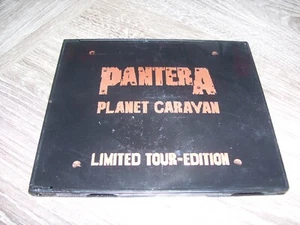 PANTERA
PLANET CARAVAN
LIMITED TOUR-EDITION